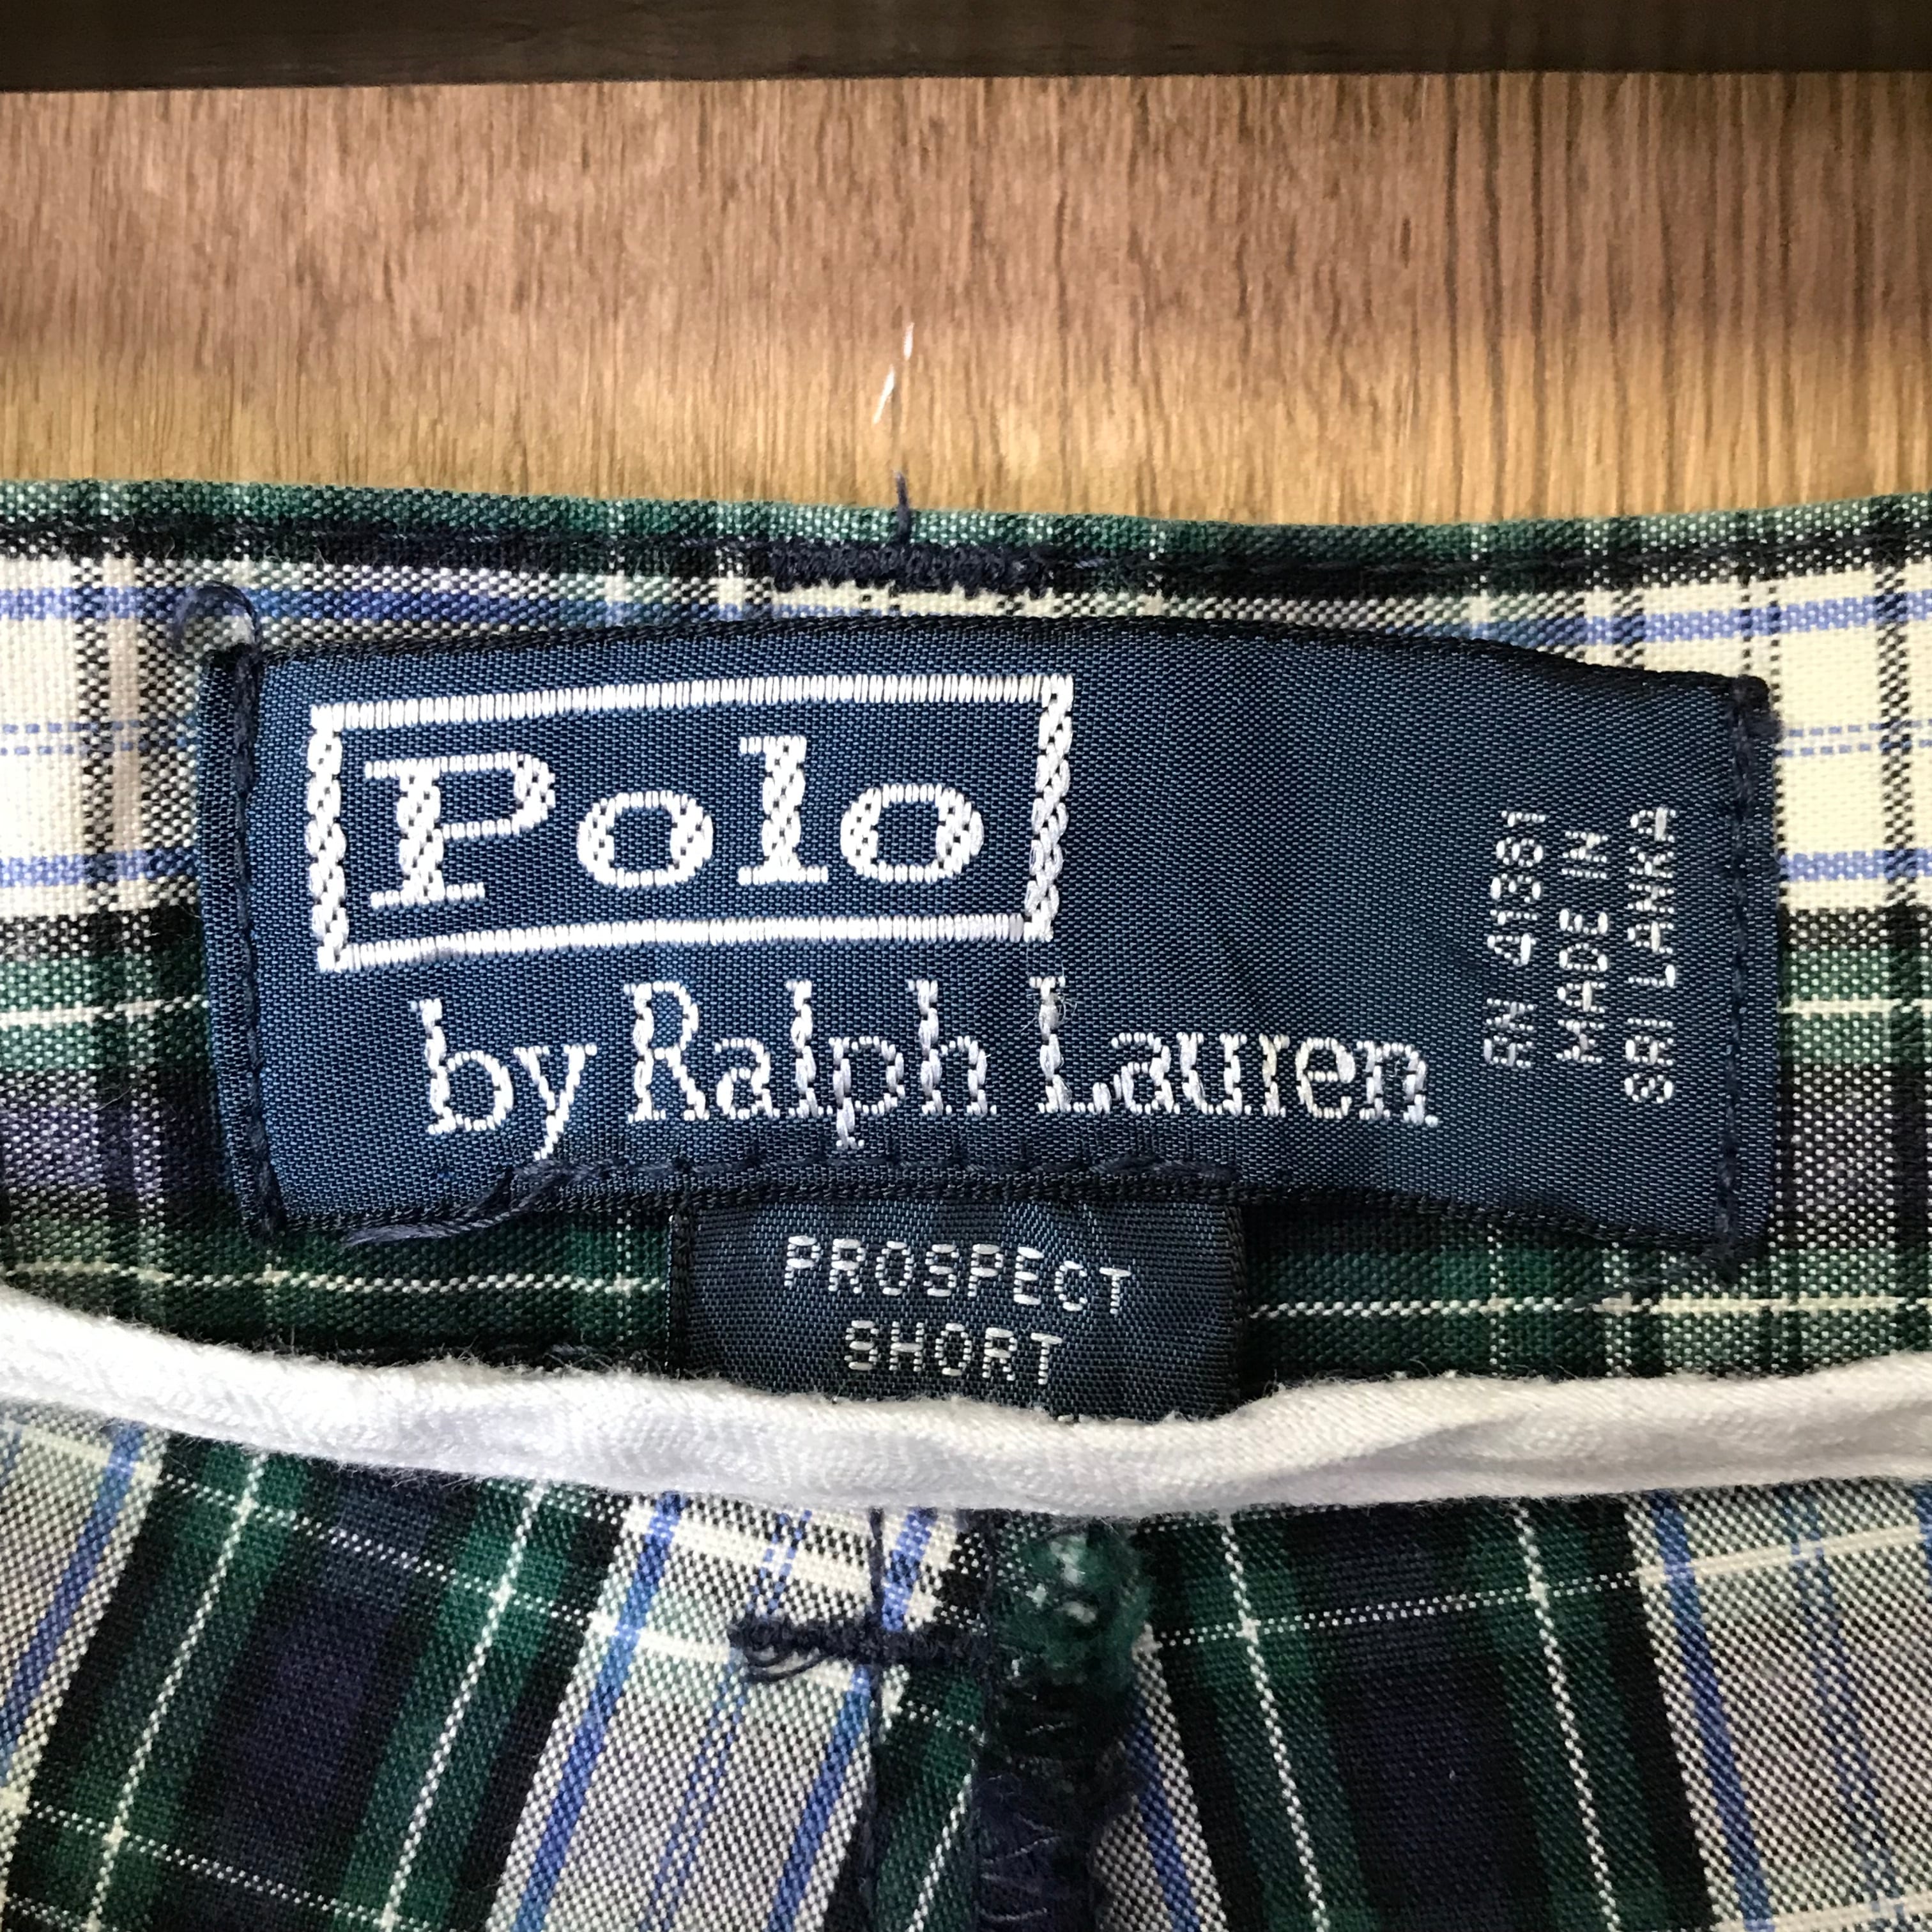 Polo
by Ralph Lauren
RN 41381
MADE IN
SRI LANKA
PROSPECT
SHORT